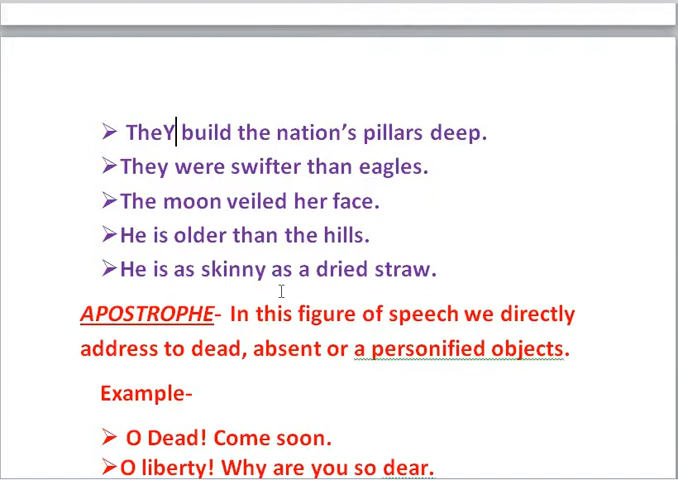 ➢ TheY build the nation’s pillars deep.
➢They were swifter than eagles.
➢The moon veiled her face.
➢He is older than the hills.
➢He is as skinny as a dried straw.
APOSTROPHE- In this figure of speech we directly
address to dead, absent or a personified objects.
Example-
➢ O Dead! Come soon.
➢O liberty! Why are you so dear.